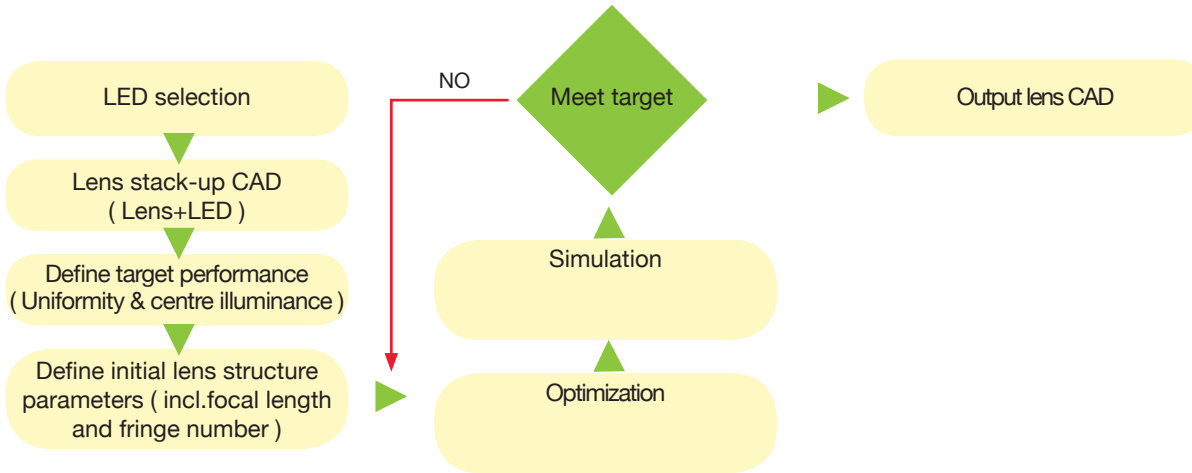 LED selection
Lens stack-up CAD
( Lens+LED )
Define target performance
( Uniformity & centre illuminance )
Define initial lens structure
parameters ( incl.focal length
and fringe number )
NO
Optimization
Simulation
Meet target
Output lens CAD